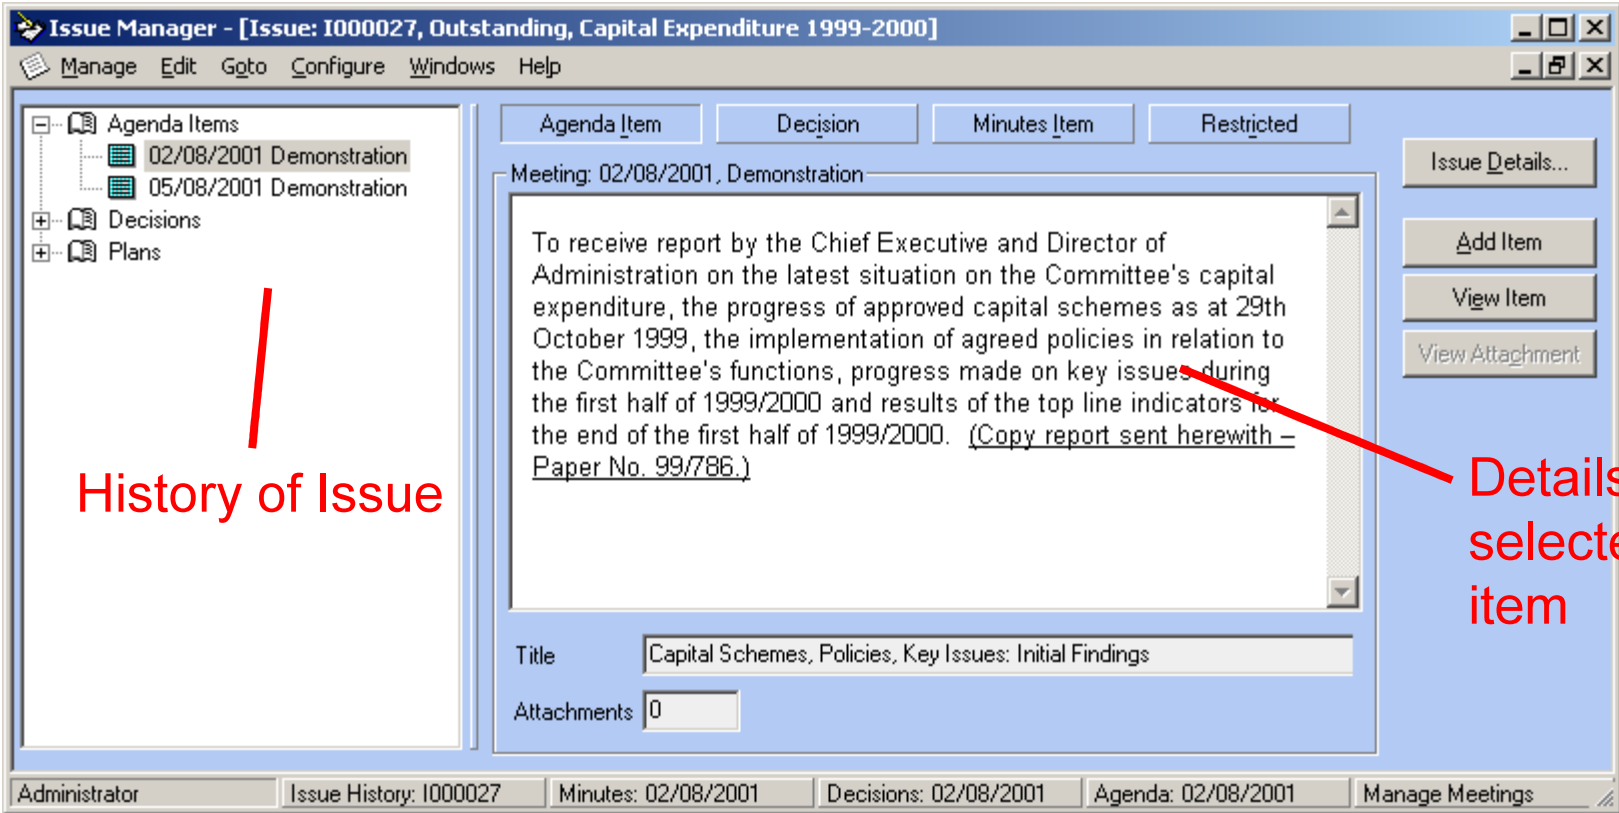 Issue Manager - [Issue: I000027, Outstanding, Capital Expenditure 1999-2000]
Manage Edit Goto Configure Windows Help
Agenda Items
02/08/2001 Demonstration
05/08/2001 Demonstration
Decisions
Plans
History of Issue
Agenda Item Decision Minutes Item Restricted
Meeting: 02/08/2001, Demonstration
To receive report by the Chief Executive and Director of
Administration on the latest situation on the Committee's capital
expenditure, the progress of approved capital schemes as at 29th
October 1999, the implementation of agreed policies in relation to
the Committee's functions, progress made on key issues during
the first half of 1999/2000 and results of the top line indicators for
the end of the first half of 1999/2000. (Copy report sent herewith –
Paper No. 99/786.)
Title Capital Schemes, Policies, Key Issues: Initial Findings
Attachments 0
Issue Details...
Add Item
View Item
View Attachment
Details
selecte
item
Administrator Issue History: I000027 Minutes: 02/08/2001 Decisions: 02/08/2001 Agenda: 02/08/2001 Manage Meetings